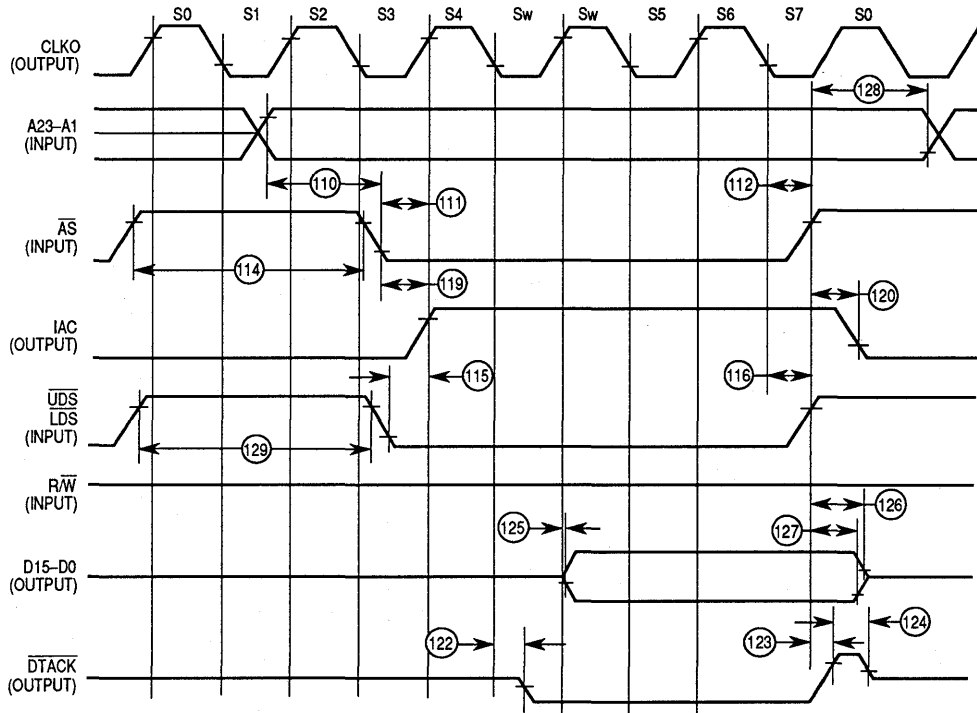 S0 S1 S2 S3 S4 Sw Sw S5 S6 S7 S0
CLKO
(OUTPUT)
128
A23–A1
(INPUT)
110 111 112
AS
(INPUT)
114 119 120
IAC
(OUTPUT)
115 116
UDS
LDS
(INPUT)
129
R/W
(INPUT)
126
125 127
D15–D0
(OUTPUT)
124
122 123
DTACK
(OUTPUT)